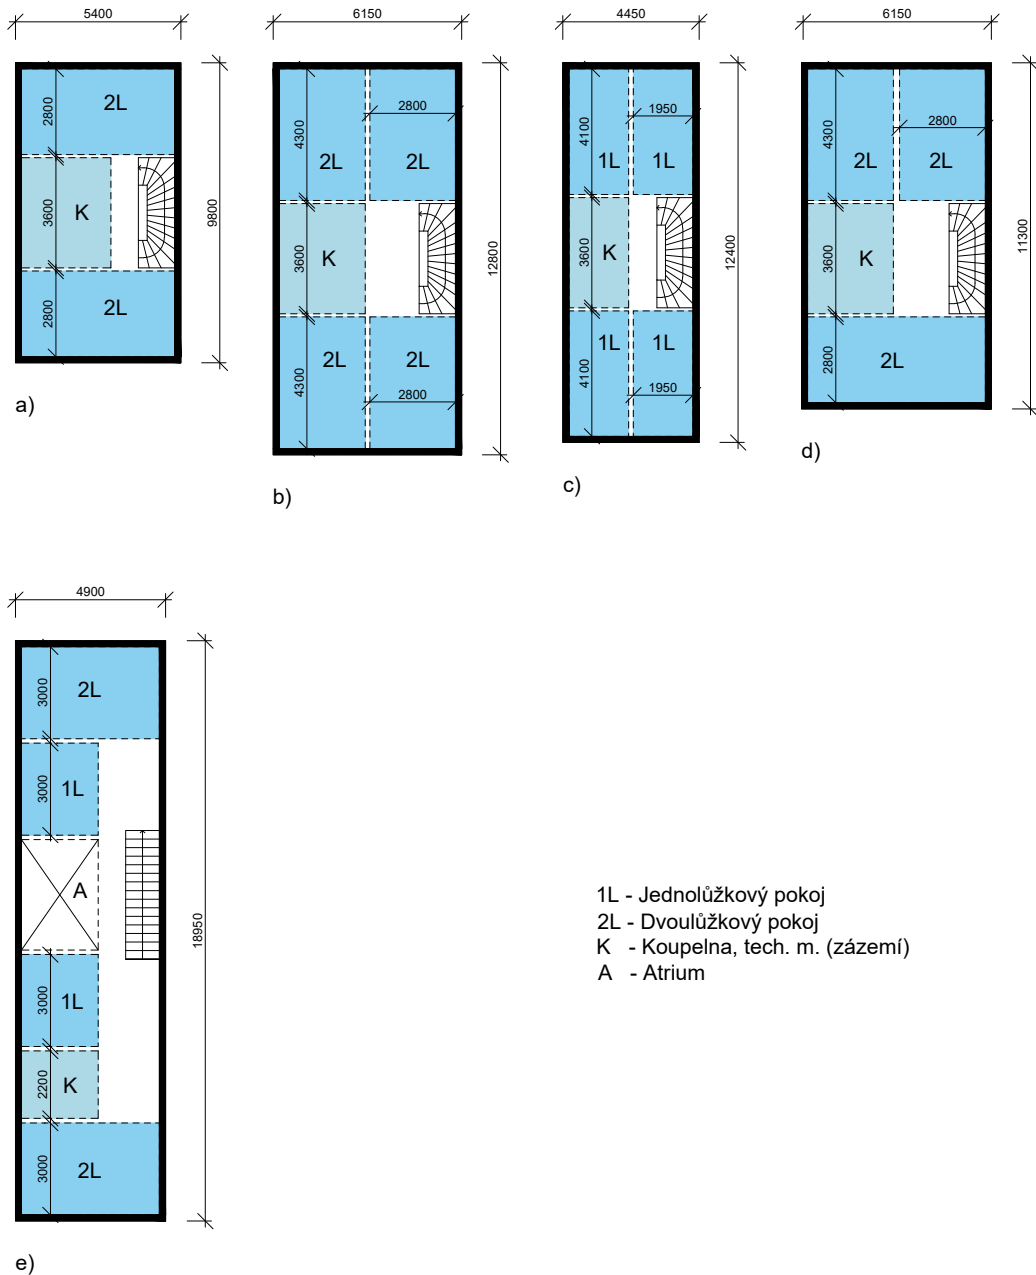 5400
6150
4450
6150
2800
2L
3600
K
2800
2L
9800
a)
4300
2L
2800
2L
3600
K
4300
2L
2L
2800
12800
b)
4100
1L
1950
1L
3600
K
4100
1L
1L
1950
12400
c)
4300
2L
2800
2L
3600
K
2800
2L
11300
d)
4900
3000
2L
3000
1L
A
3000
1L
2200
K
3000
2L
18950
e)
1L - Jednolůžkový pokoj
2L - Dvoulůžkový pokoj
K - Koupelna, tech. m. (zázemí)
A - Atrium